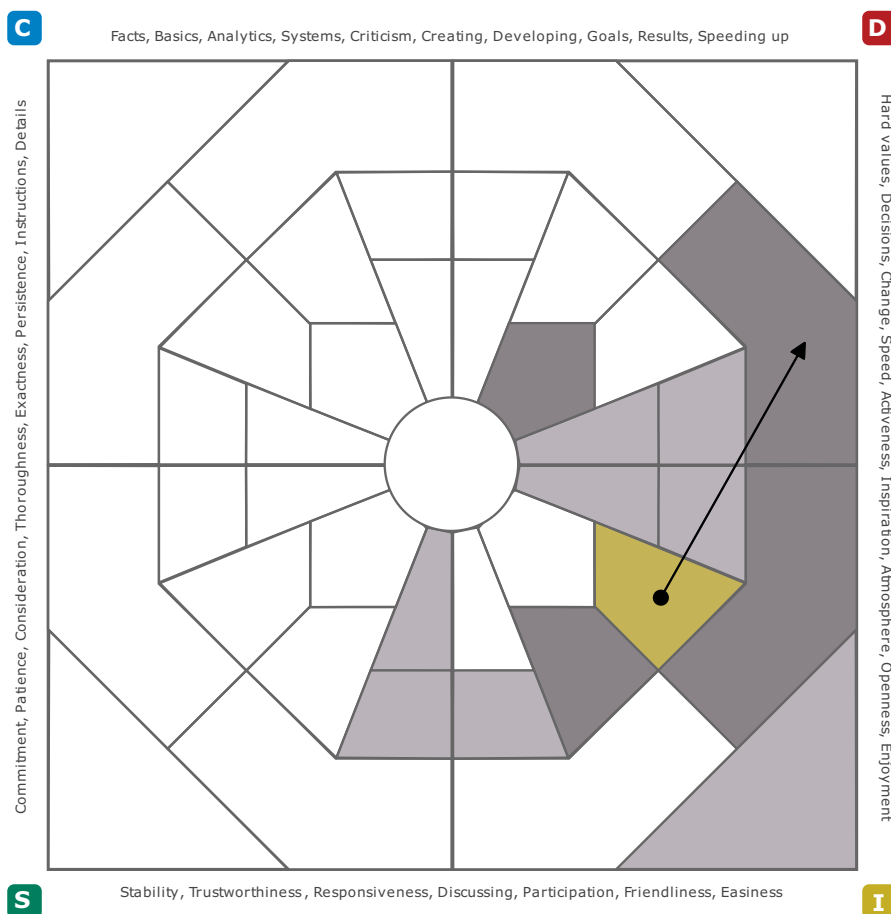 C
Facts, Basics, Analytics, Systems, Criticism, Creating, Developing, Goals, Results, Speeding up
D
Commitment, Patience, Consideration, Thoroughness, Exactness, Persistence, Instructions, Details
Hard values, Decisions, Change, Speed, Activeness, Inspiration, Atmosphere, Openness, Enjoyment
S
Stability, Trustworthiness, Responsiveness, Discussing, Participation, Friendliness, Easiness
I